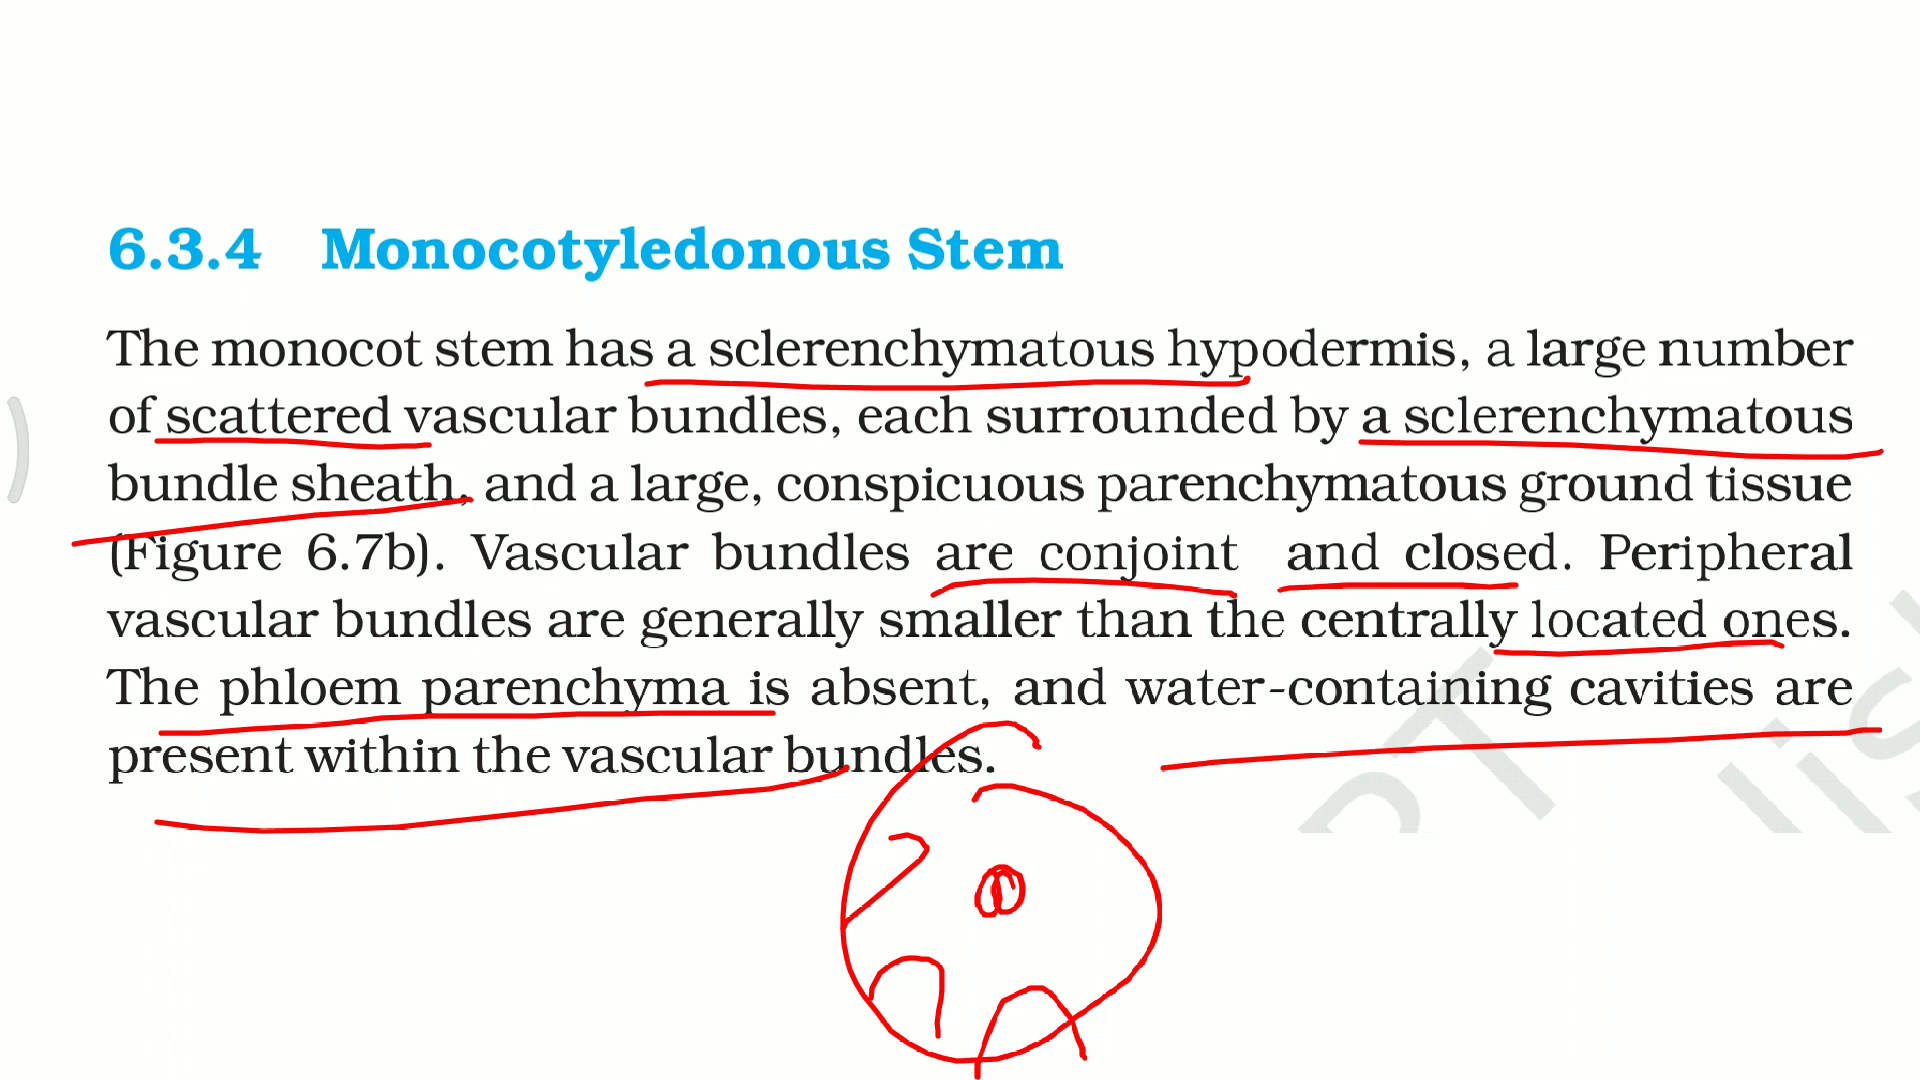 6.3.4 Monocotyledonous Stem
The monocot stem has a sclerenchymatous hypodermis, a large number
of scattered vascular bundles, each surrounded by a sclerenchymatous
bundle sheath, and a large, conspicuous parenchymatous ground tissue
(Figure 6.7b). Vascular bundles are conjoint and closed. Peripheral
vascular bundles are generally smaller than the centrally located ones.
The phloem parenchyma is absent, and water-containing cavities are
present within the vascular bundles.